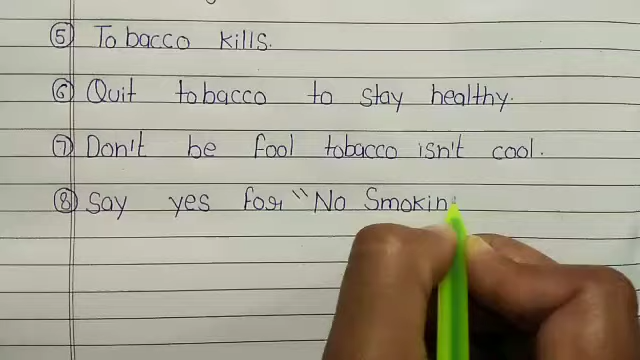 ⑤ Tobacco kills.
⑥ Quit tobacco to stay healthy.
⑦ Don't be fool tobacco isn't cool.
⑧ Say yes for "No Smokin